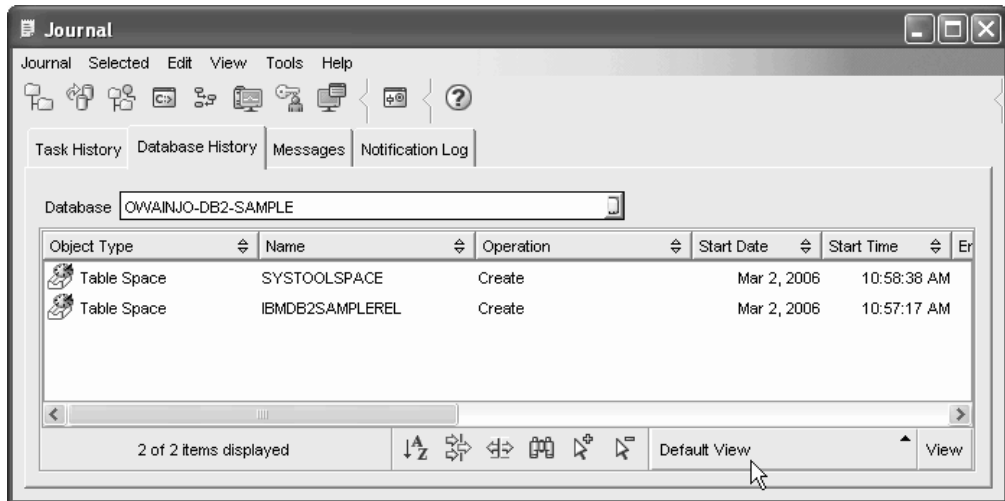 Journal
Journal Selected Edit View Tools Help
Task History Database History Messages Notification Log
Database OWAINJO-DB2-SAMPLE
Object Type Name Operation Start Date Start Time Er
Table Space SYSTOOLSPACE Create Mar 2, 2006 10:58:38 AM
Table Space IBMDB2SAMPLEREL Create Mar 2, 2006 10:57:17 AM
2 of 2 items displayed Default View View